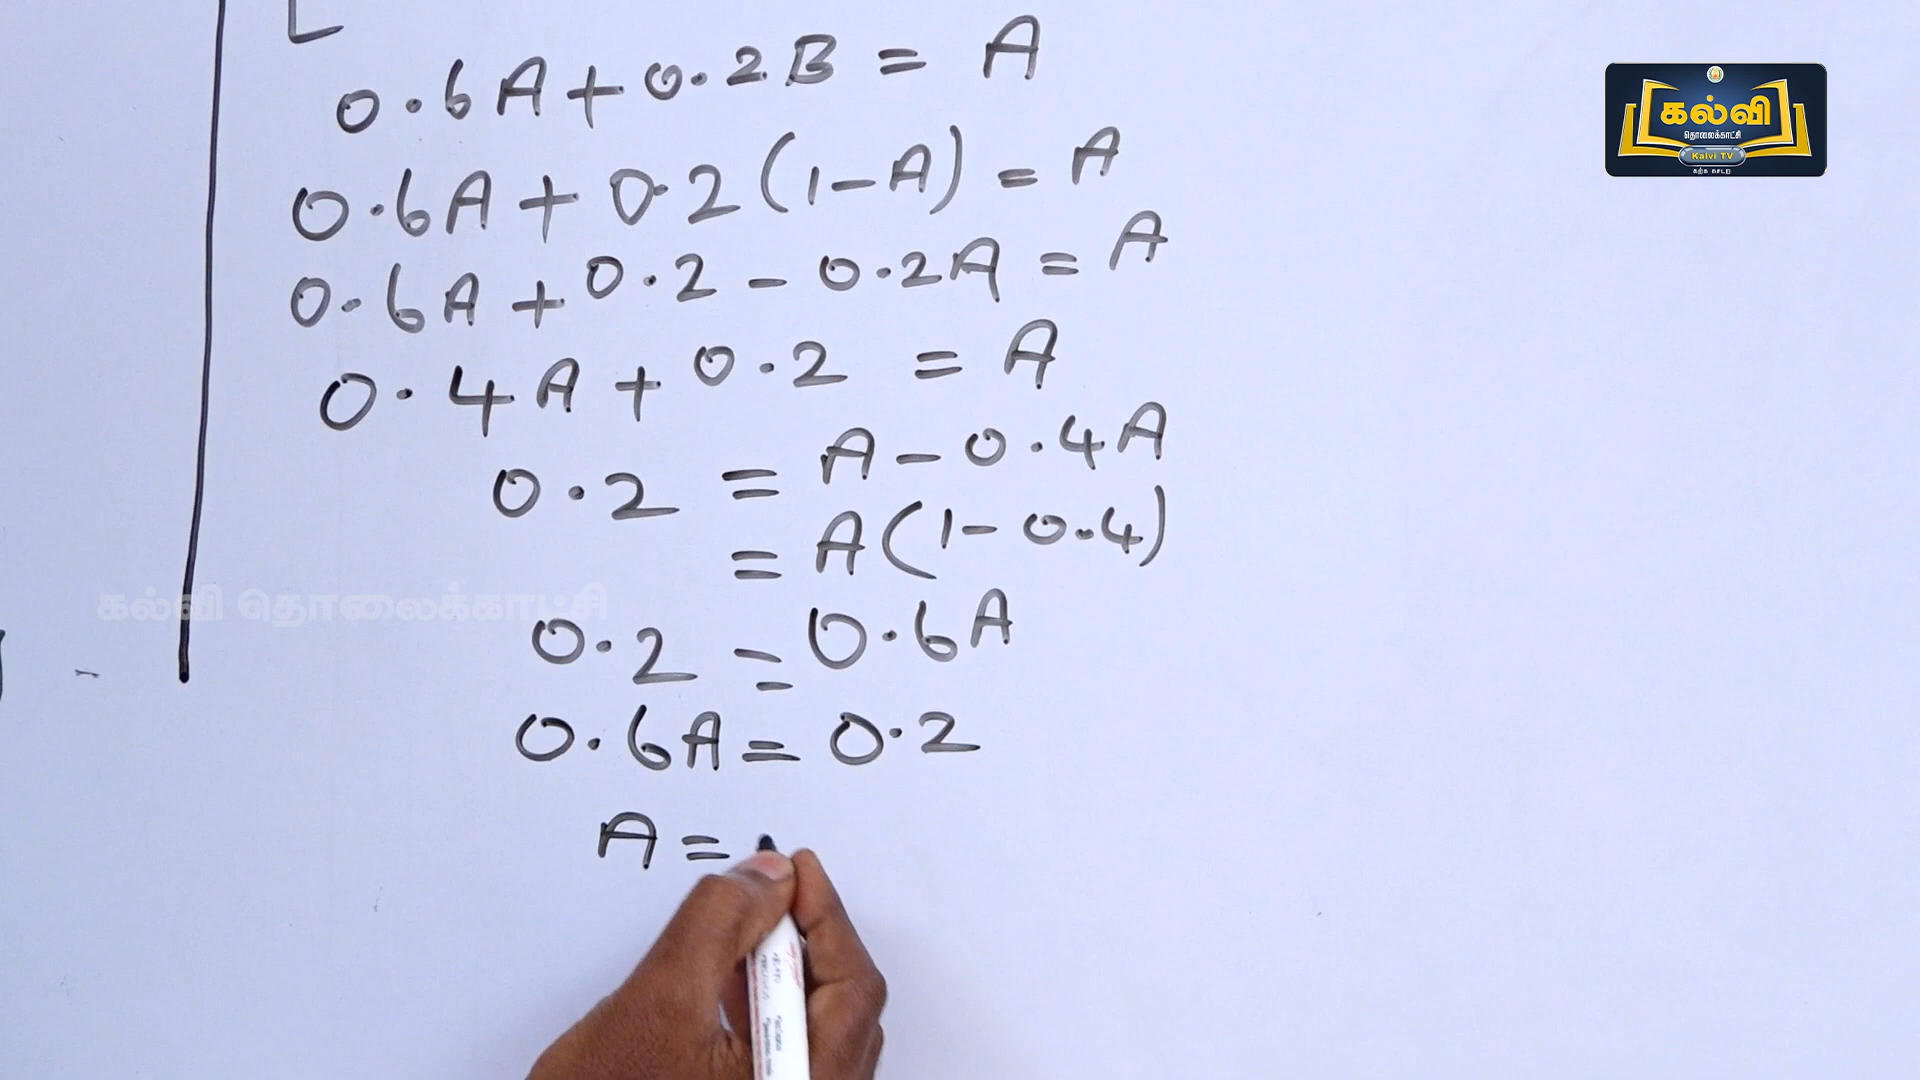 0.6A + 0.2B = A
0.6A + 0.2(1-A) = A
0.6A + 0.2 - 0.2A = A
0.4A + 0.2 = A
0.2 = A - 0.4A
= A(1 - 0.4)
0.2 = 0.6A
0.6A = 0.2
A =
கல்வி
தொலைக்காட்சி
Kalvi TV
கற்க கசடற
கல்வி தொலைக்காட்சி